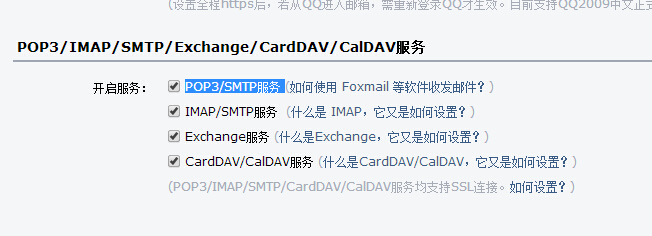 (设置全程https后，若从QQ进入邮箱，需重新登录QQ才生效。目前支持QQ2009中文正式
POP3/IMAP/SMTP/Exchange/CardDAV/CalDAV服务
开启服务： POP3/SMTP服务 (如何使用 Foxmail 等软件收发邮件？)
IMAP/SMTP服务 (什么是 IMAP，它又是如何设置？)
Exchange服务 (什么是Exchange，它又是如何设置？)
CardDAV/CalDAV服务 (什么是CardDAV/CalDAV，它又是如何设置？)
(POP3/IMAP/SMTP/CardDAV/CalDAV服务均支持SSL连接。如何设置？)